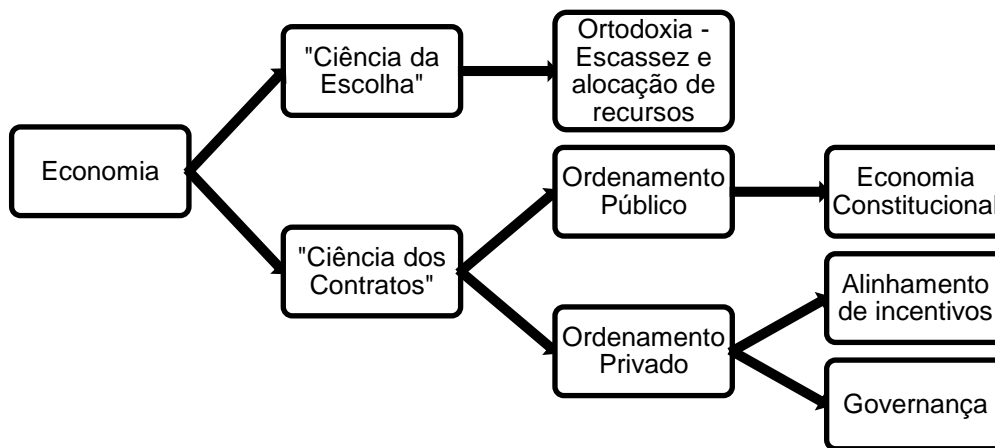 Economia
"Ciência da
Escolha"
Ortodoxia -
Escassez e
alocação de
recursos
"Ciência dos
Contratos"
Ordenamento
Público
Economia
Constitucional
Ordenamento
Privado
Alinhamento
de incentivos
Governança